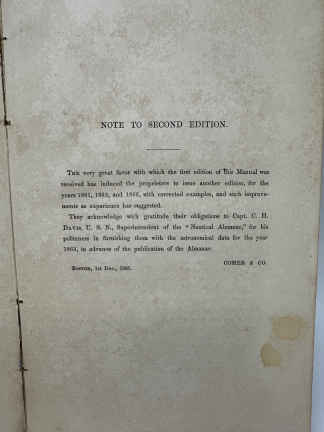 NOTE TO SECOND EDITION.
The very great favor with which the first edition of this Manual was
received has induced the proprietors to issue another edition, for the
years 1861, 1862, and 1863, with corrected examples, and such improve-
ments as experience has suggested.
They acknowledge with gratitude their obligations to Capt. C. H.
Davis, U. S. N., Superintendent of the "Nautical Almanac," for his
politeness in furnishing them with the astronomical data for the year
1863, in advance of the publication of the Almanac.
COMER & CO.
Boston, 1st Dec.,